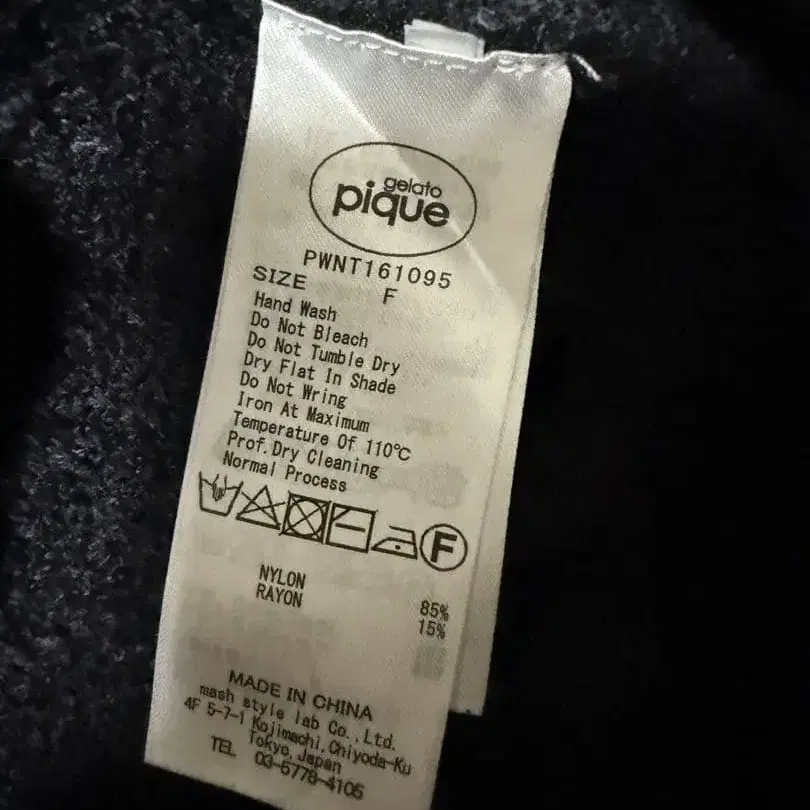 gelato
pique
PWNT161095
SIZE F
Hand Wash
Do Not Bleach
Do Not Tumble Dry
Dry Flat In Shade
Do Not Wring
Iron At Maximum
Temperature Of 110℃
Prof.Dry Cleaning
Normal Process
F
NYLON 85%
RAYON 15%
MADE IN CHINA
mash style lab Co.,Ltd.
4F 5-7-1 Kojimachi,Chiyoda-Ku
Tokyo,Japan
TEL 03-5778-4105